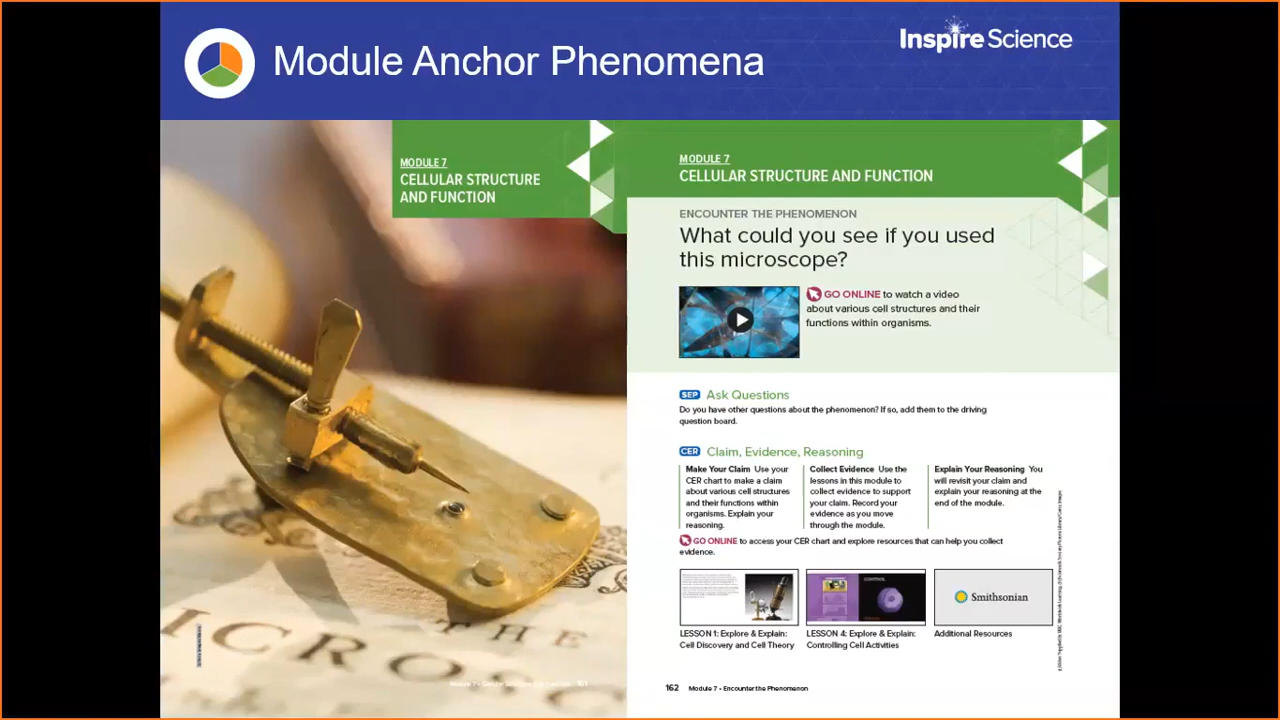 Module Anchor Phenomena
Inspire Science
MODULE 7
CELLULAR STRUCTURE
AND FUNCTION
THE
ICROS
MODULE 7
CELLULAR STRUCTURE AND FUNCTION
ENCOUNTER THE PHENOMENON
What could you see if you used
this microscope?
GO ONLINE to watch a video
about various cell structures and their
functions within organisms.
SEP Ask Questions
Do you have other questions about the phenomenon? If so, add them to the driving
question board.
CER Claim, Evidence, Reasoning
Make Your Claim Use your
CER chart to make a claim
about various cell structures
and their functions within
organisms. Explain your
reasoning.
Collect Evidence Use the
lessons in this module to
collect evidence to support
your claim. Record your
evidence as you move
through the module.
Explain Your Reasoning You
will revisit your claim and
explain your reasoning at the
end of the module.
GO ONLINE to access your CER chart and explore resources that can help you collect
evidence.
CONTROL
Smithsonian
LESSON 1: Explore & Explain:
Cell Discovery and Cell Theory
LESSON 4: Explore & Explain:
Controlling Cell Activities
Additional Resources
162 Module 7 • Encounter the Phenomenon